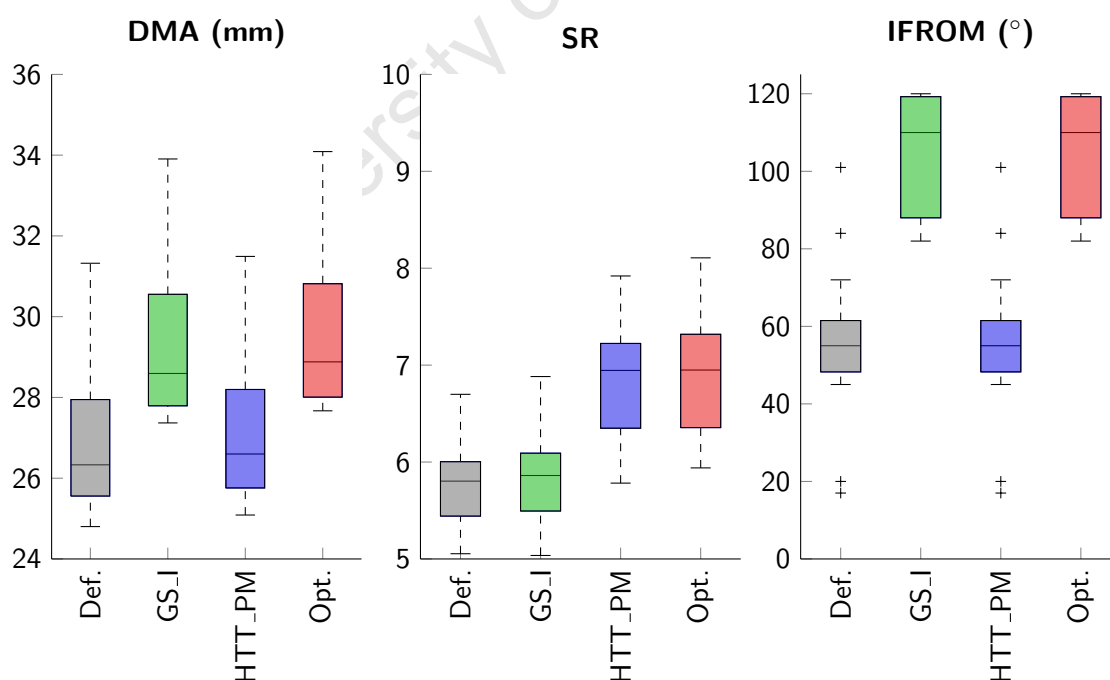 DMA (mm)
36
34
32
30
28
26
24
Def.
GS_I
HTT_PM
Opt.
SR
10
9
8
7
6
5
Def.
GS_I
HTT_PM
Opt.
IFROM (°)
120
100
80
60
40
20
0
Def.
GS_I
HTT_PM
Opt.